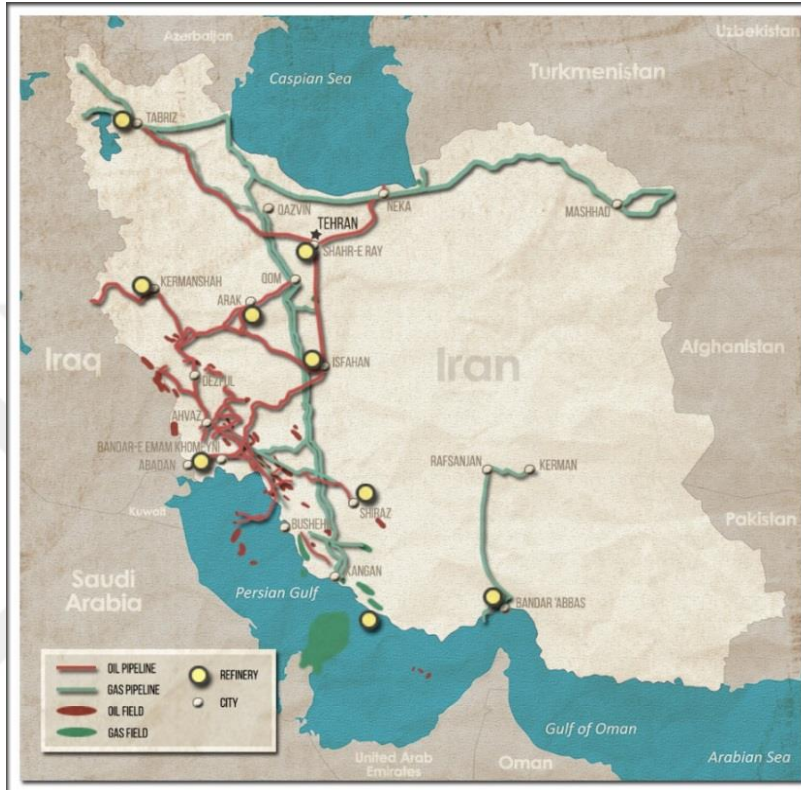 Azerbaijan
Uzbekistan
Caspian Sea
Turkmenistan
TABRIZ
QAZVIN
NEKA
MASHHAD
TEHRAN
SHAHR-E RAY
QOM
KERMANSHAH
ARAK
Iraq
ISFAHAN
Iran
Afghanistan
DEZFUL
AHVAZ
BANDAR-E EMAM KHOMEYNI
ABADAN
RAFSANJAN
KERMAN
Kuwait
SHIRAZ
BUSHEH
Pakistan
Saudi
Arabia
Persian Gulf
KANGAN
BANDAR 'ABBAS
OIL PIPELINE
GAS PIPELINE
OIL FIELD
GAS FIELD
REFINERY
CITY
Gulf of Oman
United Arab
Emirates
Oman
Arabian Sea